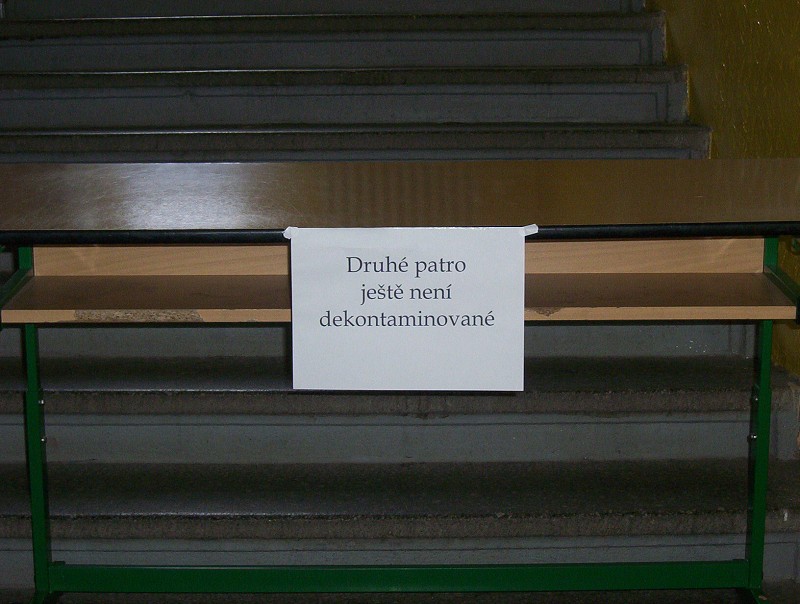 Druhé patro
ještě není
dekontaminované